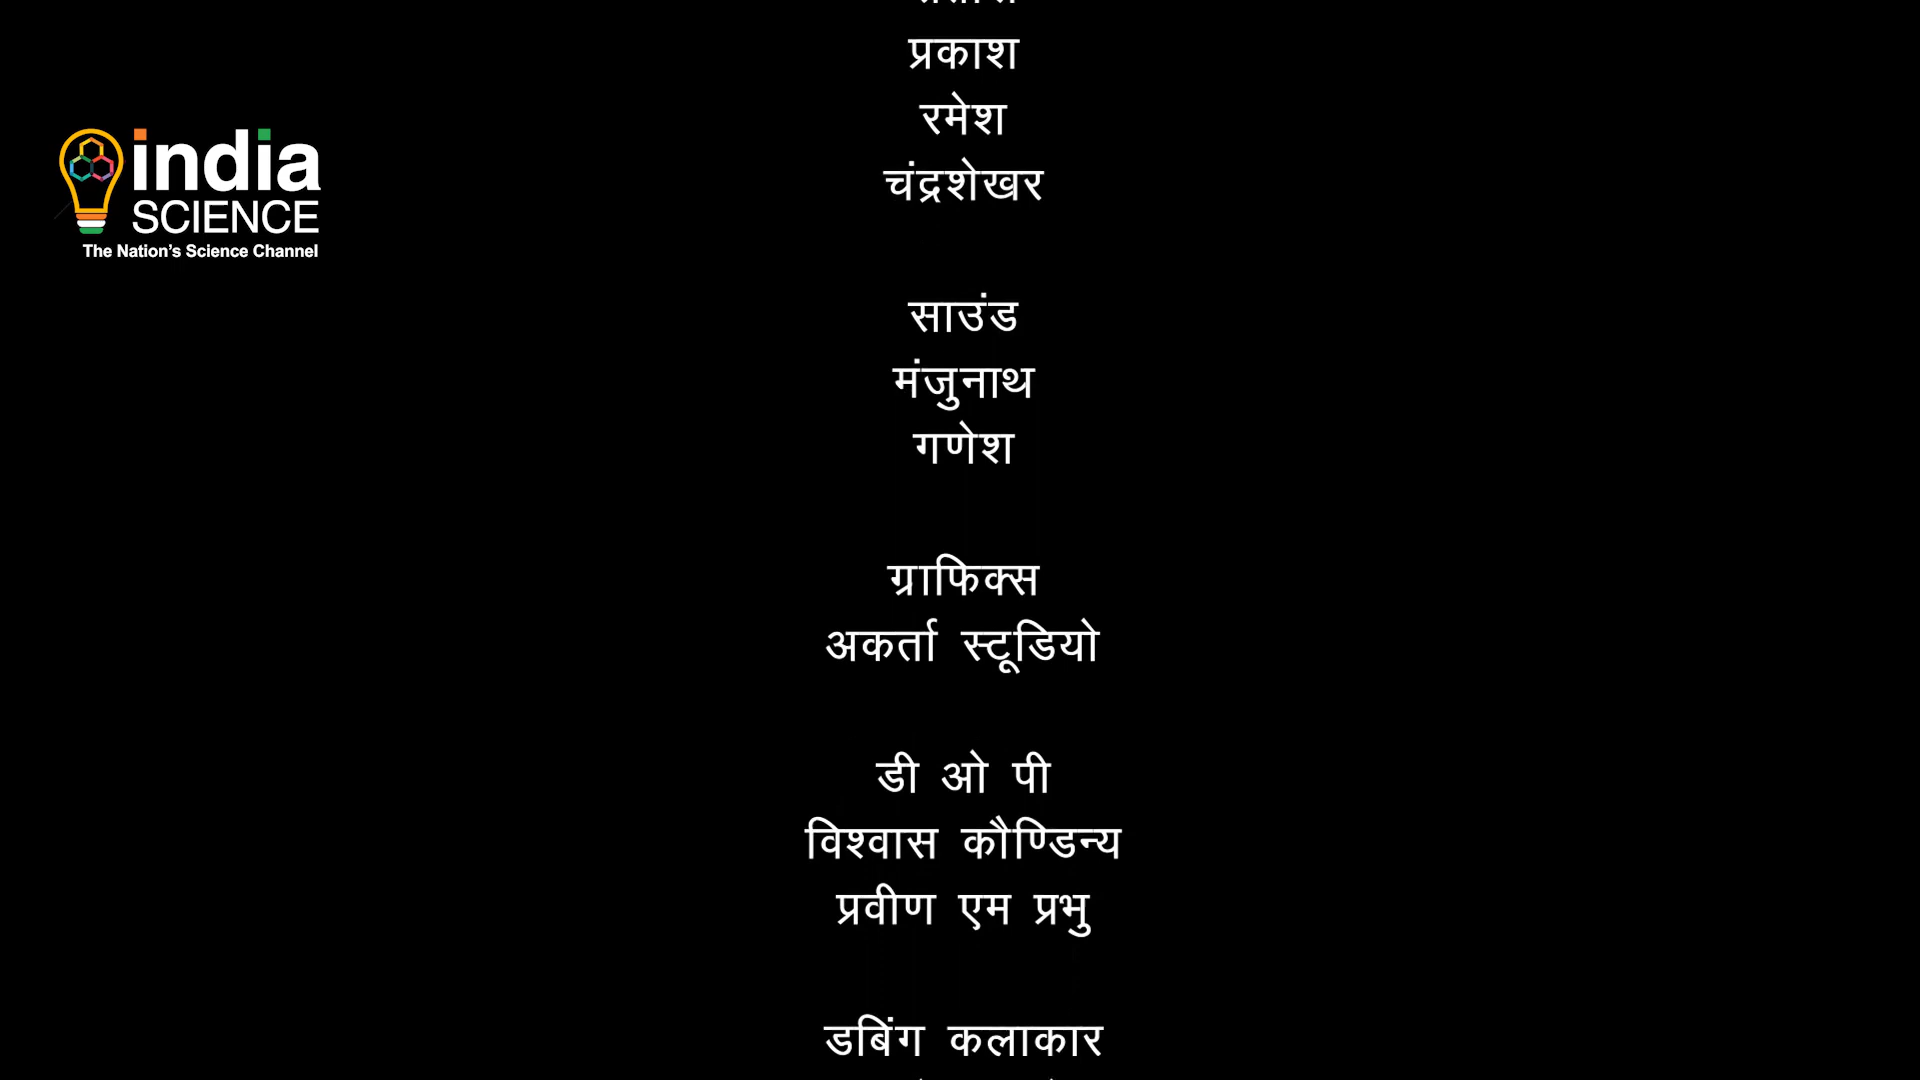 प्रकाश
रमेश
चंद्रशेखर
india
SCIENCE
The Nation's Science Channel
साउंड
मंजुनाथ
गणेश
ग्राफिक्स
अकर्ता स्टूडियो
डी ओ पी
विश्वास कौण्डिन्य
प्रवीण एम प्रभु
डबिंग कलाकार